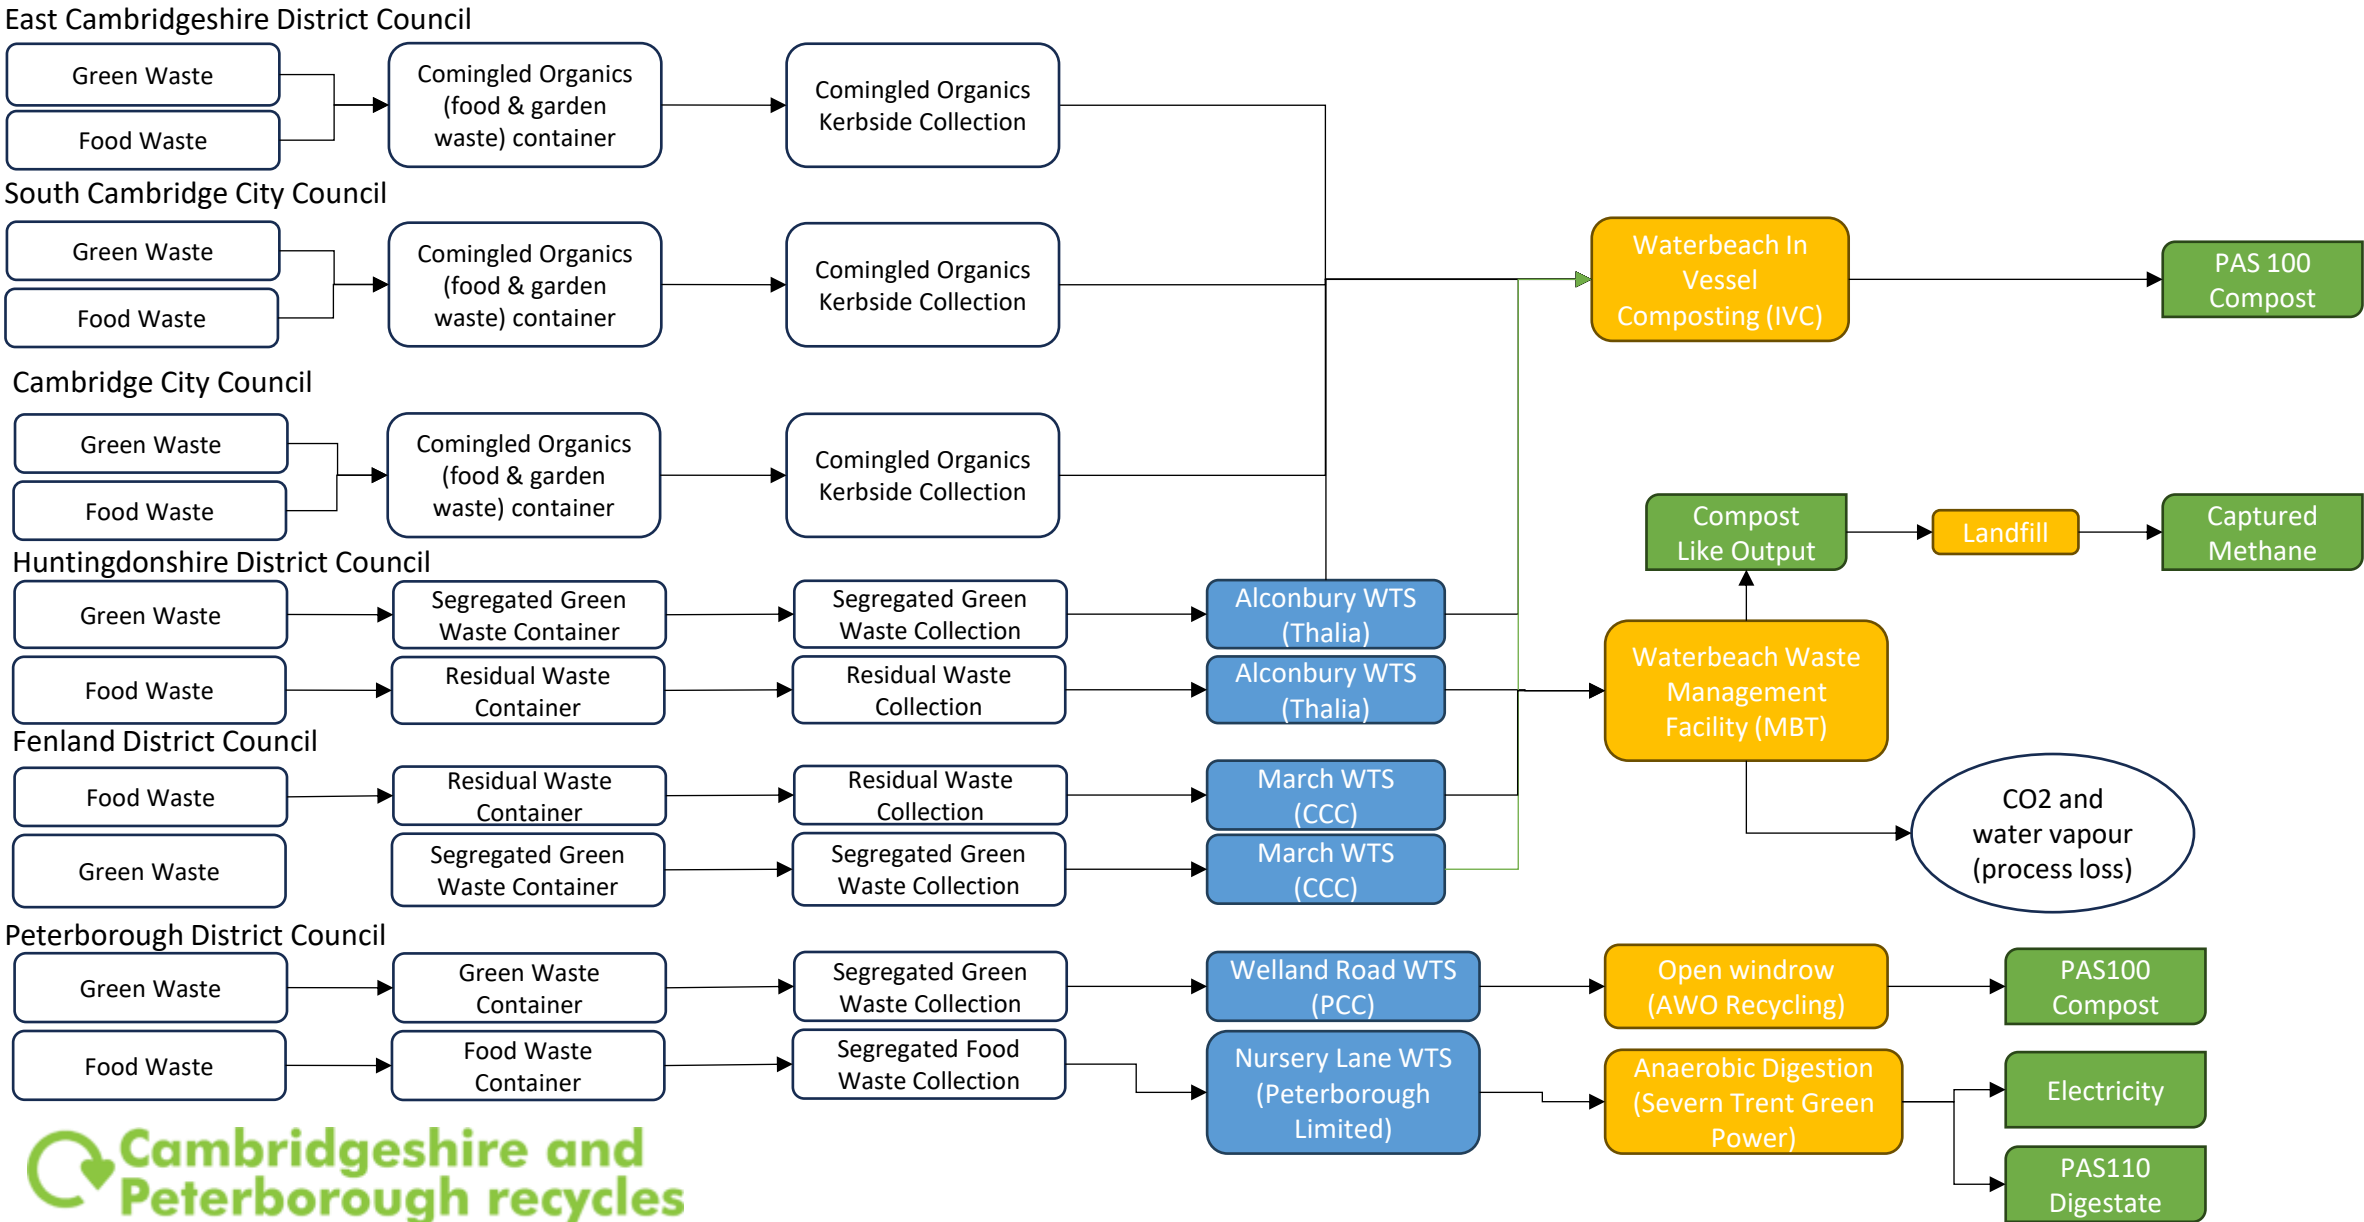 East Cambridgeshire District Council
Green Waste
Food Waste
Comingled Organics
(food & garden
waste) container
Comingled Organics
Kerbside Collection
South Cambridge City Council
Green Waste
Food Waste
Comingled Organics
(food & garden
waste) container
Comingled Organics
Kerbside Collection
Waterbeach In
Vessel
Composting (IVC)
PAS 100
Compost
Cambridge City Council
Green Waste
Food Waste
Comingled Organics
(food & garden
waste) container
Comingled Organics
Kerbside Collection
Compost
Like Output
Landfill
Captured
Methane
Huntingdonshire District Council
Green Waste
Segregated Green
Waste Container
Segregated Green
Waste Collection
Alconbury WTS
(Thalia)
Food Waste
Residual Waste
Container
Residual Waste
Collection
Alconbury WTS
(Thalia)
Waterbeach Waste
Management
Facility (MBT)
Fenland District Council
Food Waste
Residual Waste
Container
Residual Waste
Collection
March WTS
(CCC)
Green Waste
Segregated Green
Waste Container
Segregated Green
Waste Collection
March WTS
(CCC)
CO2 and
water vapour
(process loss)
Peterborough District Council
Green Waste
Green Waste
Container
Segregated Green
Waste Collection
Welland Road WTS
(PCC)
Open windrow
(AWO Recycling)
PAS100
Compost
Food Waste
Food Waste
Container
Segregated Food
Waste Collection
Nursery Lane WTS
(Peterborough
Limited)
Anaerobic Digestion
(Severn Trent Green
Power)
Electricity
PAS110
Digestate
Cambridgeshire and
Peterborough recycles